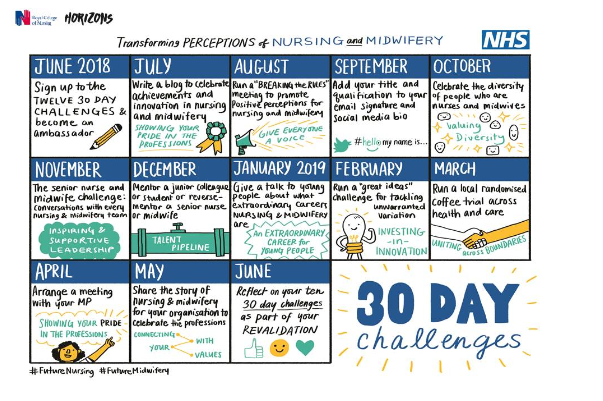 Royal College
of Nursing
HORIZONS
Transforming PERCEPTIONS of NURSING and MIDWIFERY
NHS
JUNE 2018
Sign up to the
TWELVE 30 DAY
CHALLENGES &
become an
ambassador
JULY
Write a blog to celebrate
achievements and
innovation in nursing
and midwifery
SHOWING YOUR
PRIDE IN THE
PROFESSIONS
AUGUST
Run a "BREAKING the RULES"
meeting to promote
Positive perceptions for
nursing and midwifery
GIVE EVERYONE
A VOICE
SEPTEMBER
Add your title and
qualification to your
email signature and
social media bio
#hello my name is...
OCTOBER
Celebrate the diversity
of people who are
nurses and midwives
Valuing
Diversity
NOVEMBER
The senior nurse and
midwife challenge:
conversations with every
nursing & midwifery team
INSPIRING &
SUPPORTIVE
LEADERSHIP
DECEMBER
Mentor a junior colleague
or student or reverse-
mentor a senior nurse
or midwife
TALENT
PIPELINE
JANUARY 2019
Give a talk to young
people about what
extraordinary careers
NURSING & MIDWIFERY
are
AN EXTRAORDINARY
CAREER for
YOUNG PEOPLE
FEBRUARY
Run a "great ideas"
challenge for tackling
unwarranted
variation
INVESTING
-in-
INNOVATION
MARCH
Run a local randomised
coffee trial across
health and care
UNITING across BOUNDARIES
APRIL
Arrange a meeting
with your MP
SHOWING YOUR PRIDE
IN THE PROFESSIONS
MAY
Share the story of
nursing & midwifery
for your organisation to
celebrate the professions
CONNECTING
YOUR
WITH
VALUES
JUNE
Reflect on your ten
30 day challenges
as part of your
REVALIDATION
30 DAY
challenges
#FutureNursing #FutureMidwifery